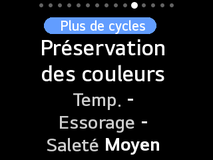 Plus de cycles
Préservation
des couleurs
Temp. -
Essorage -
Saleté Moyen